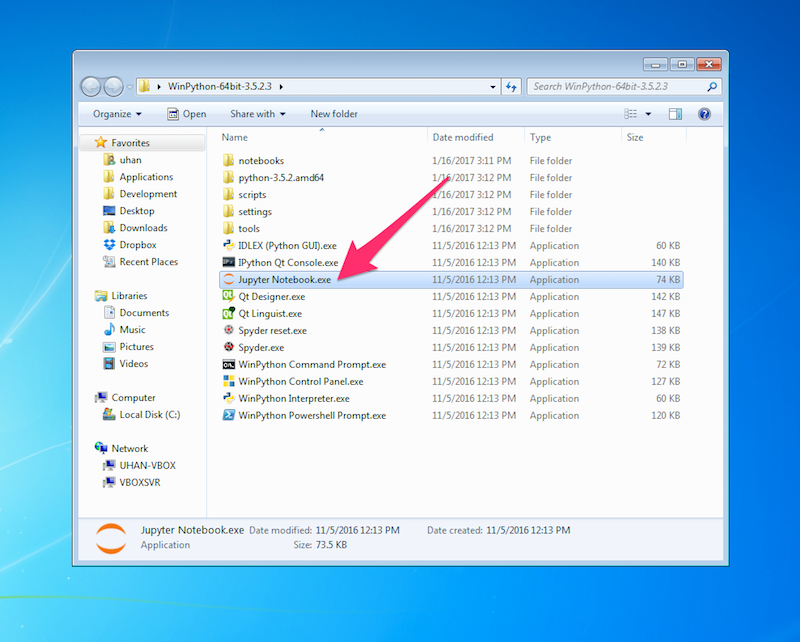 WinPython-64bit-3.5.2.3
Search WinPython-64bit-3.5.2.3
Organize Open Share with New folder
Name Date modified Type Size
Favorites
uhan
Applications
Development
Desktop
Downloads
Dropbox
Recent Places
Libraries
Documents
Music
Pictures
Videos
Computer
Local Disk (C:)
Network
UHAN-VBOX
VBOXSVR
notebooks 1/16/2017 3:11 PM File folder
python-3.5.2.amd64 1/16/2017 3:12 PM File folder
scripts 1/16/2017 3:12 PM File folder
settings 1/16/2017 3:12 PM File folder
tools 1/16/2017 3:12 PM File folder
IDLEX (Python GUI).exe 11/5/2016 12:13 PM Application 60 KB
IPython Qt Console.exe 11/5/2016 12:13 PM Application 140 KB
Jupyter Notebook.exe 11/5/2016 12:13 PM Application 74 KB
Qt Designer.exe 11/5/2016 12:13 PM Application 142 KB
Qt Linguist.exe 11/5/2016 12:13 PM Application 147 KB
Spyder reset.exe 11/5/2016 12:13 PM Application 138 KB
Spyder.exe 11/5/2016 12:13 PM Application 139 KB
WinPython Command Prompt.exe 11/5/2016 12:13 PM Application 72 KB
WinPython Control Panel.exe 11/5/2016 12:13 PM Application 127 KB
WinPython Interpreter.exe 11/5/2016 12:13 PM Application 60 KB
WinPython Powershell Prompt.exe 11/5/2016 12:13 PM Application 120 KB
Jupyter Notebook.exe Date modified: 11/5/2016 12:13 PM Date created: 11/5/2016 12:13 PM
Application Size: 73.5 KB